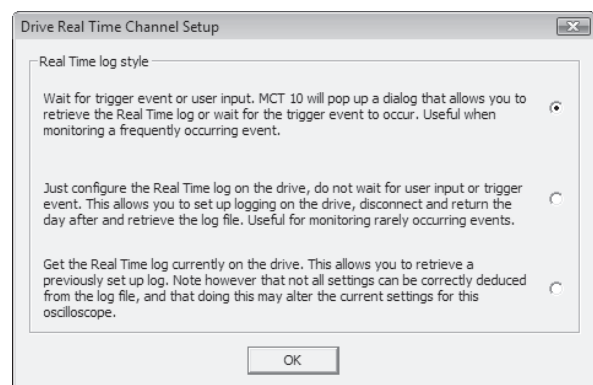 Drive Real Time Channel Setup
Real Time log style
Wait for trigger event or user input. MCT 10 will pop up a dialog that allows you to
retrieve the Real Time log or wait for the trigger event to occur. Useful when
monitoring a frequently occurring event.
Just configure the Real Time log on the drive, do not wait for user input or trigger
event. This allows you to set up logging on the drive, disconnect and return the
day after and retrieve the log file. Useful for monitoring rarely occurring events.
Get the Real Time log currently on the drive. This allows you to retrieve a
previously set up log. Note however that not all settings can be correctly deduced
from the log file, and that doing this may alter the current settings for this
oscilloscope.
OK